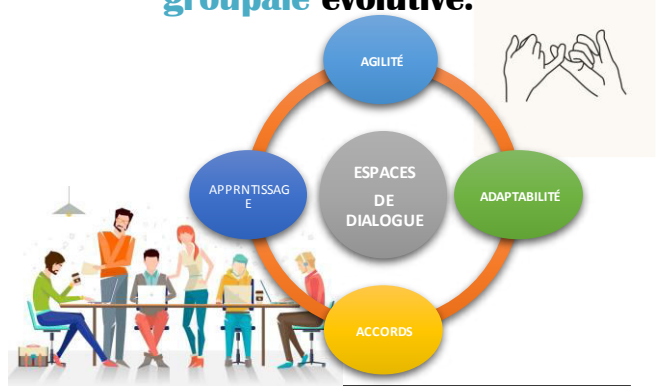 groupale évolutive.
AGILITÉ
APPRNTISSAG
E
ESPACES
DE
DIALOGUE
ADAPTABILITÉ
ACCORDS